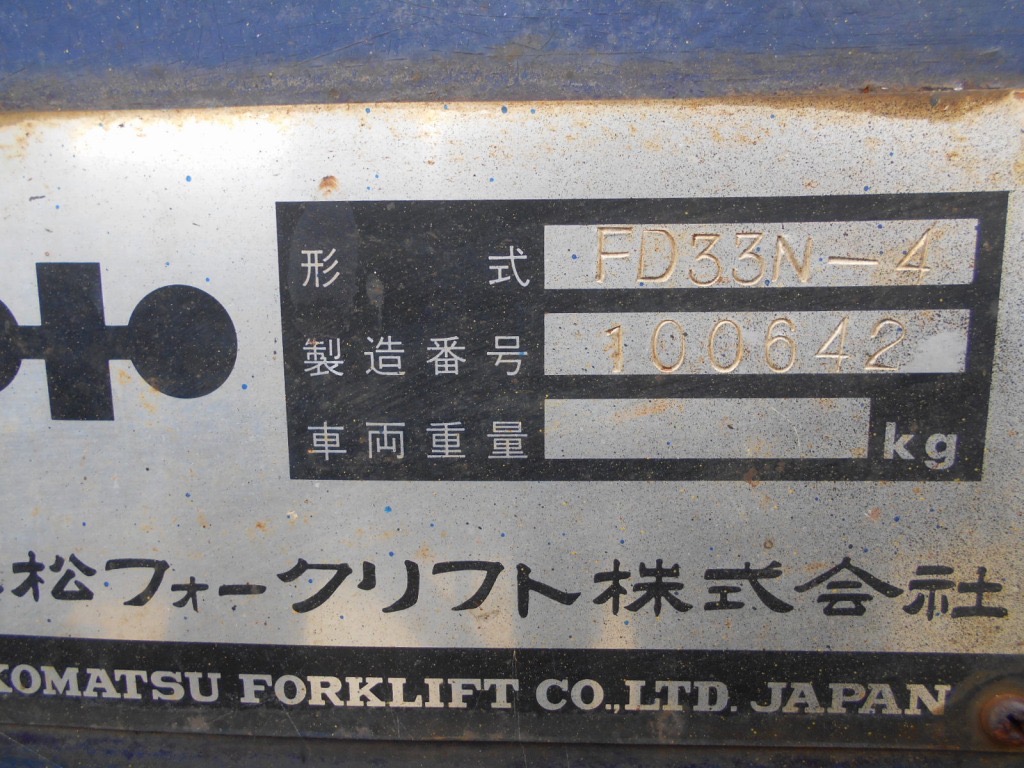 形式 FD33N-4
製造番号 100642
車両重量 kg
松フォークリフト株式会社
KOMATSU FORKLIFT CO.,LTD. JAPAN